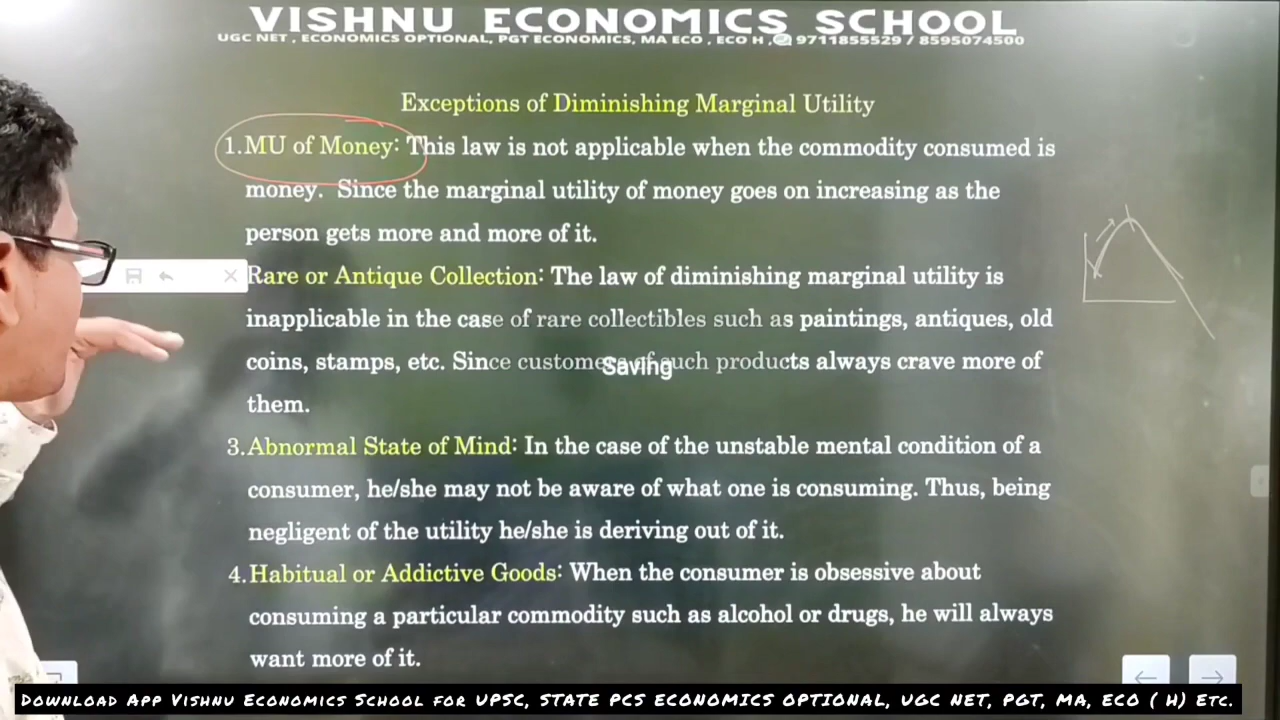 VISHNU ECONOMICS SCHOOL
UGC NET , ECONOMICS OPTIONAL, PGT ECONOMICS, MA ECO , ECO H , 9711855529 / 8595074500
Exceptions of Diminishing Marginal Utility
1.MU of Money: This law is not applicable when the commodity consumed is
money. Since the marginal utility of money goes on increasing as the
person gets more and more of it.
Rare or Antique Collection: The law of diminishing marginal utility is
inapplicable in the case of rare collectibles such as paintings, antiques, old
coins, stamps, etc. Since customers of such products always crave more of
Saving
them.
3.Abnormal State of Mind: In the case of the unstable mental condition of a
consumer, he/she may not be aware of what one is consuming. Thus, being
negligent of the utility he/she is deriving out of it.
4.Habitual or Addictive Goods: When the consumer is obsessive about
consuming a particular commodity such as alcohol or drugs, he will always
want more of it.
Download App Vishnu Economics School for UPSC, STATE PCS ECONOMICS OPTIONAL, UGC NET, PGT, MA, ECO ( H) Etc.